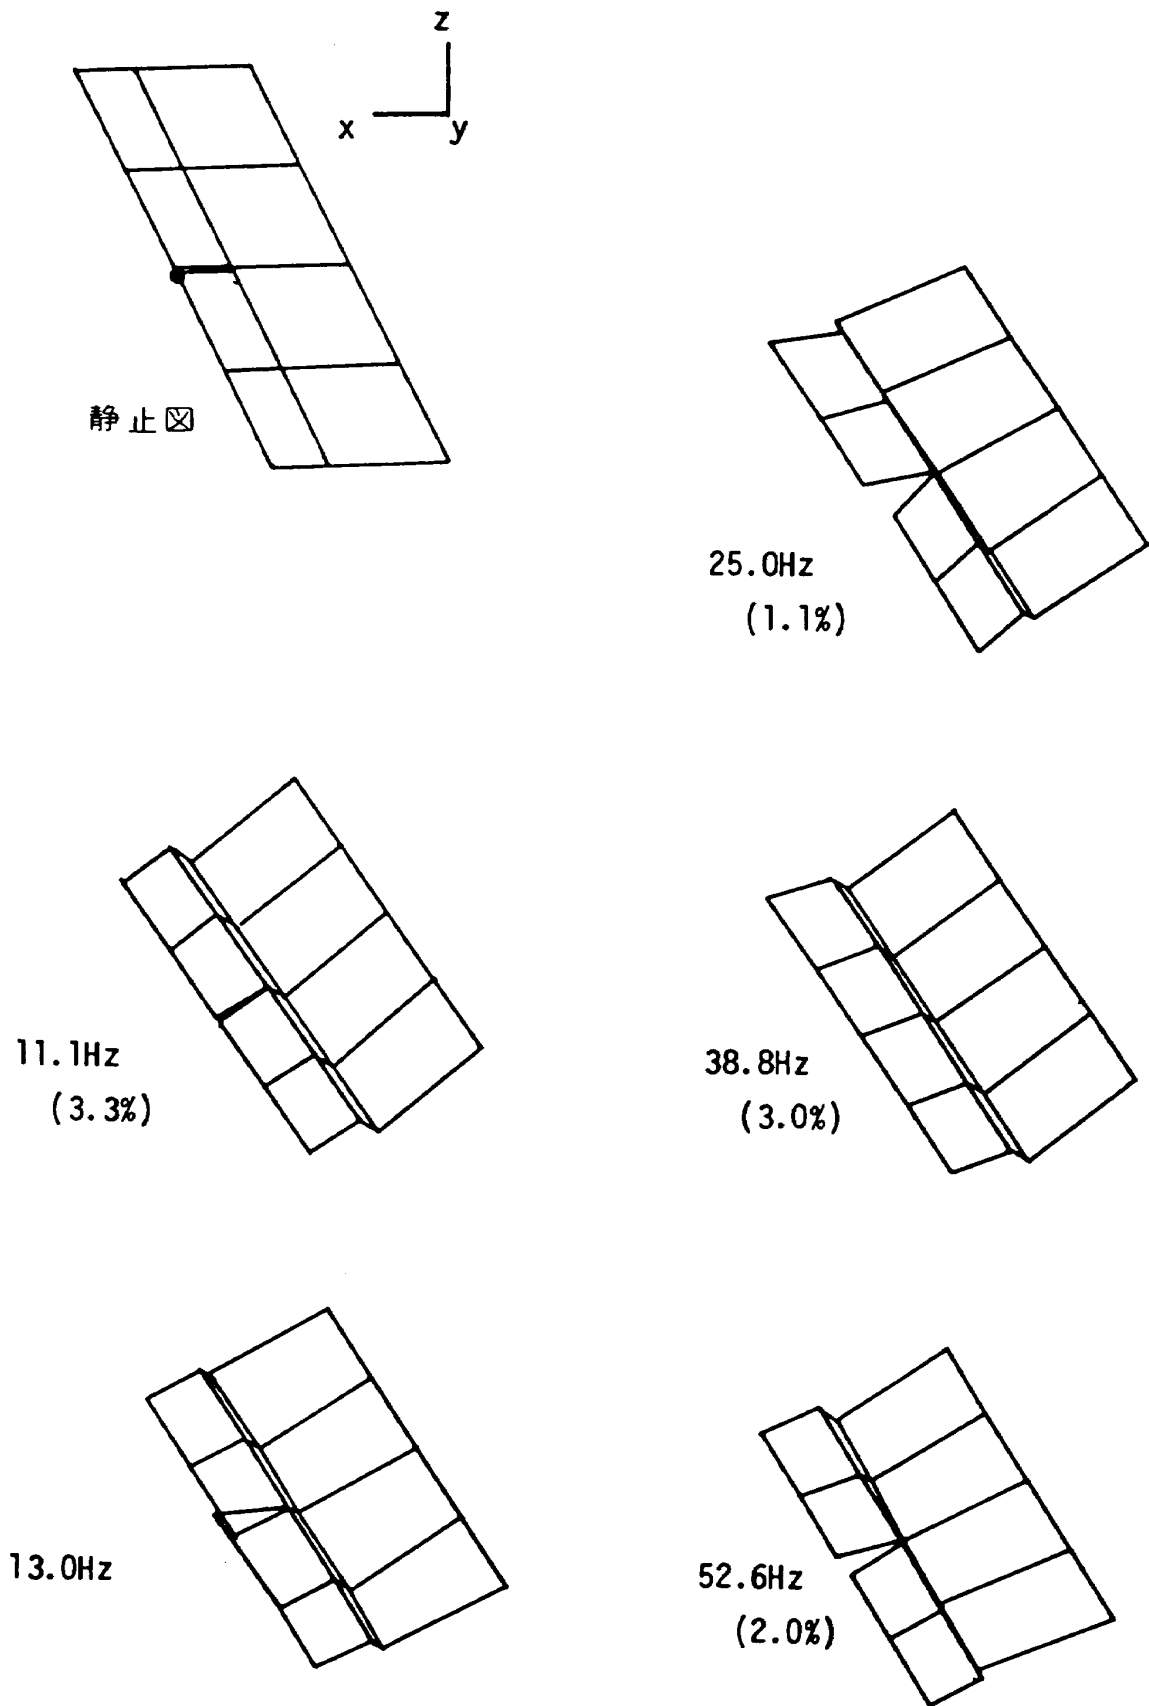 z
x
y
静止図
25.0Hz
(1.1%)
11.1Hz
(3.3%)
38.8Hz
(3.0%)
13.0Hz
52.6Hz
(2.0%)